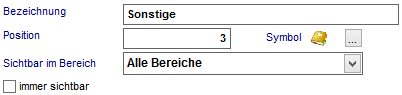 Bezeichnung Sonstige
Position 3 Symbol ...
Sichtbar im Bereich Alle Bereiche
immer sichtbar